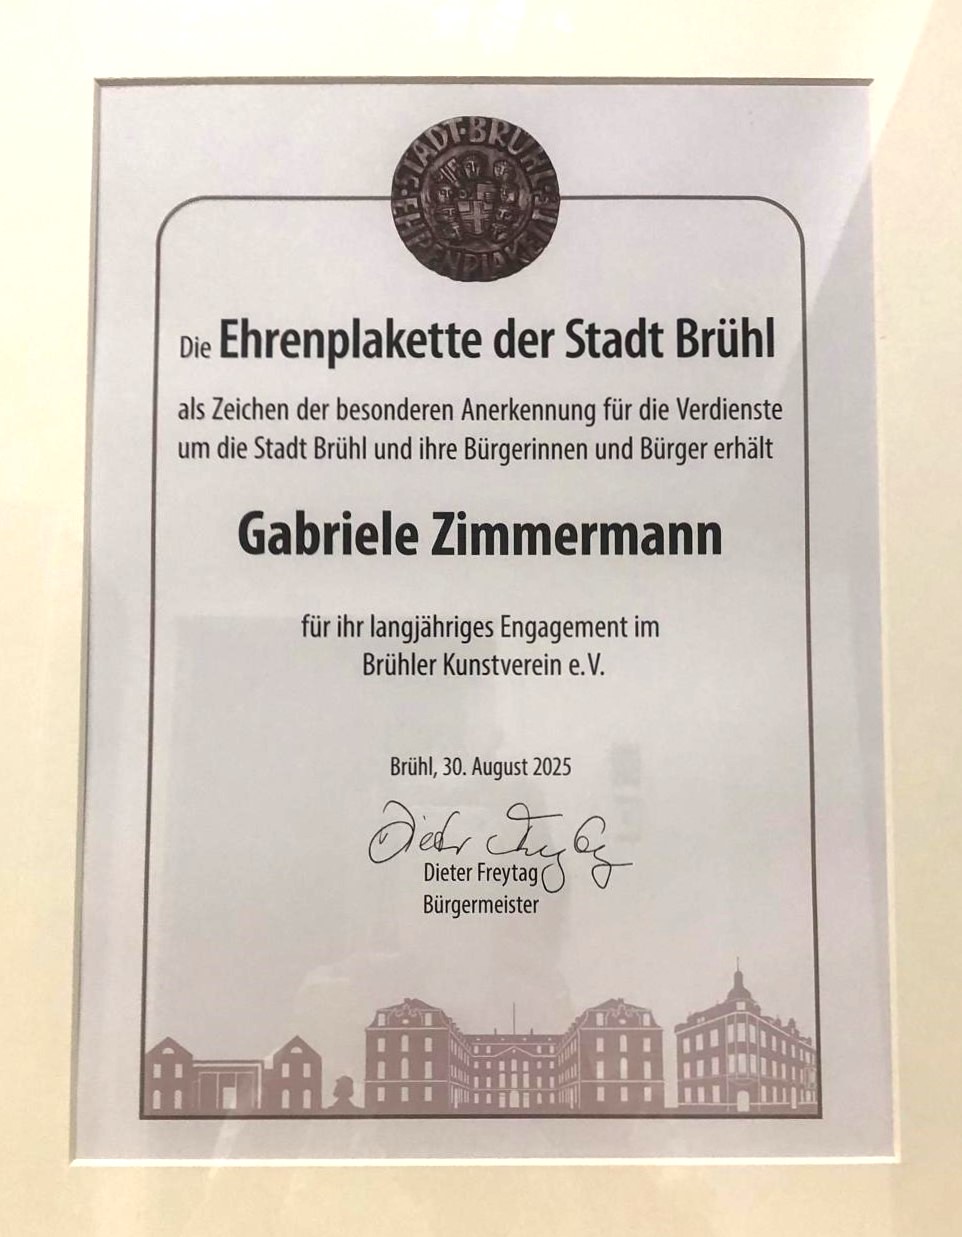 STADT·BRÜHL
EHRENPLAKETTE
Die Ehrenplakette der Stadt Brühl
als Zeichen der besonderen Anerkennung für die Verdienste
um die Stadt Brühl und ihre Bürgerinnen und Bürger erhält
Gabriele Zimmermann
für ihr langjähriges Engagement im
Brühler Kunstverein e.V.
Brühl, 30. August 2025
Dieter Freytag
Dieter Freytag
Bürgermeister